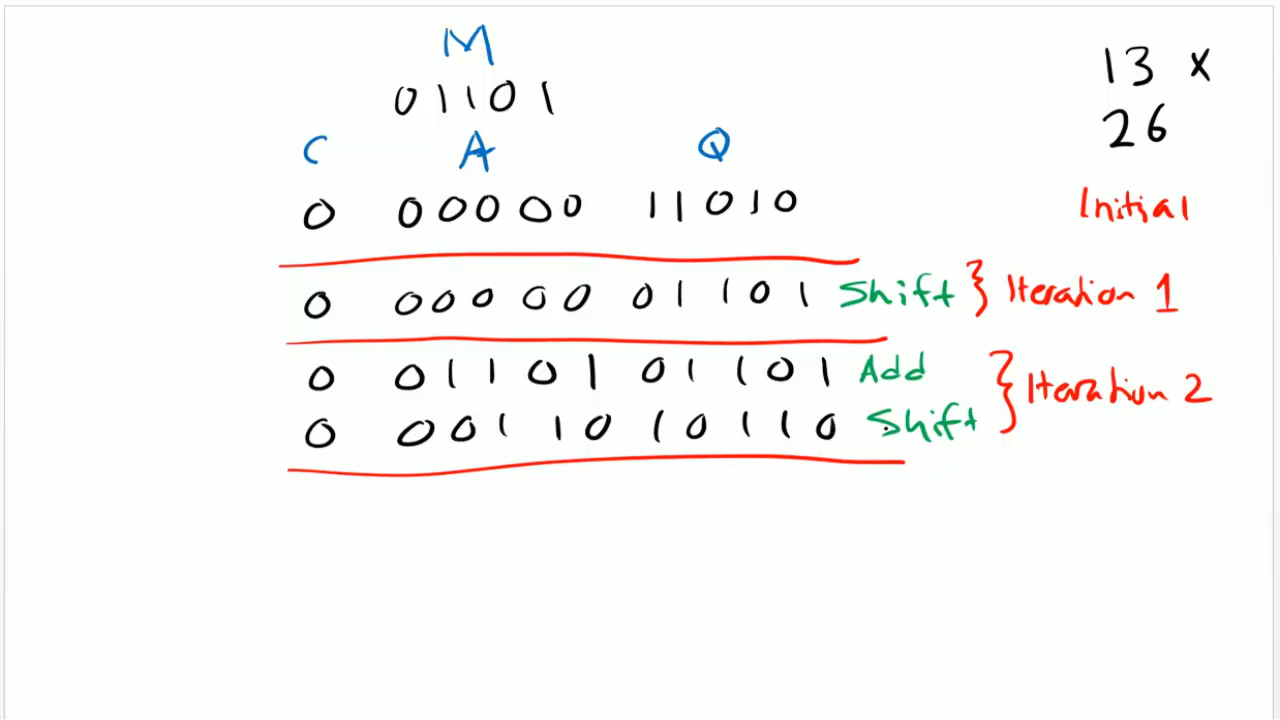 M
01101
13 x
26
C A Q
0 00000 11010 Initial
0 00000 01101 Shift } Iteration 1
0 01101 01101 Add
} Iteration 2
0 00110 10110 Shift